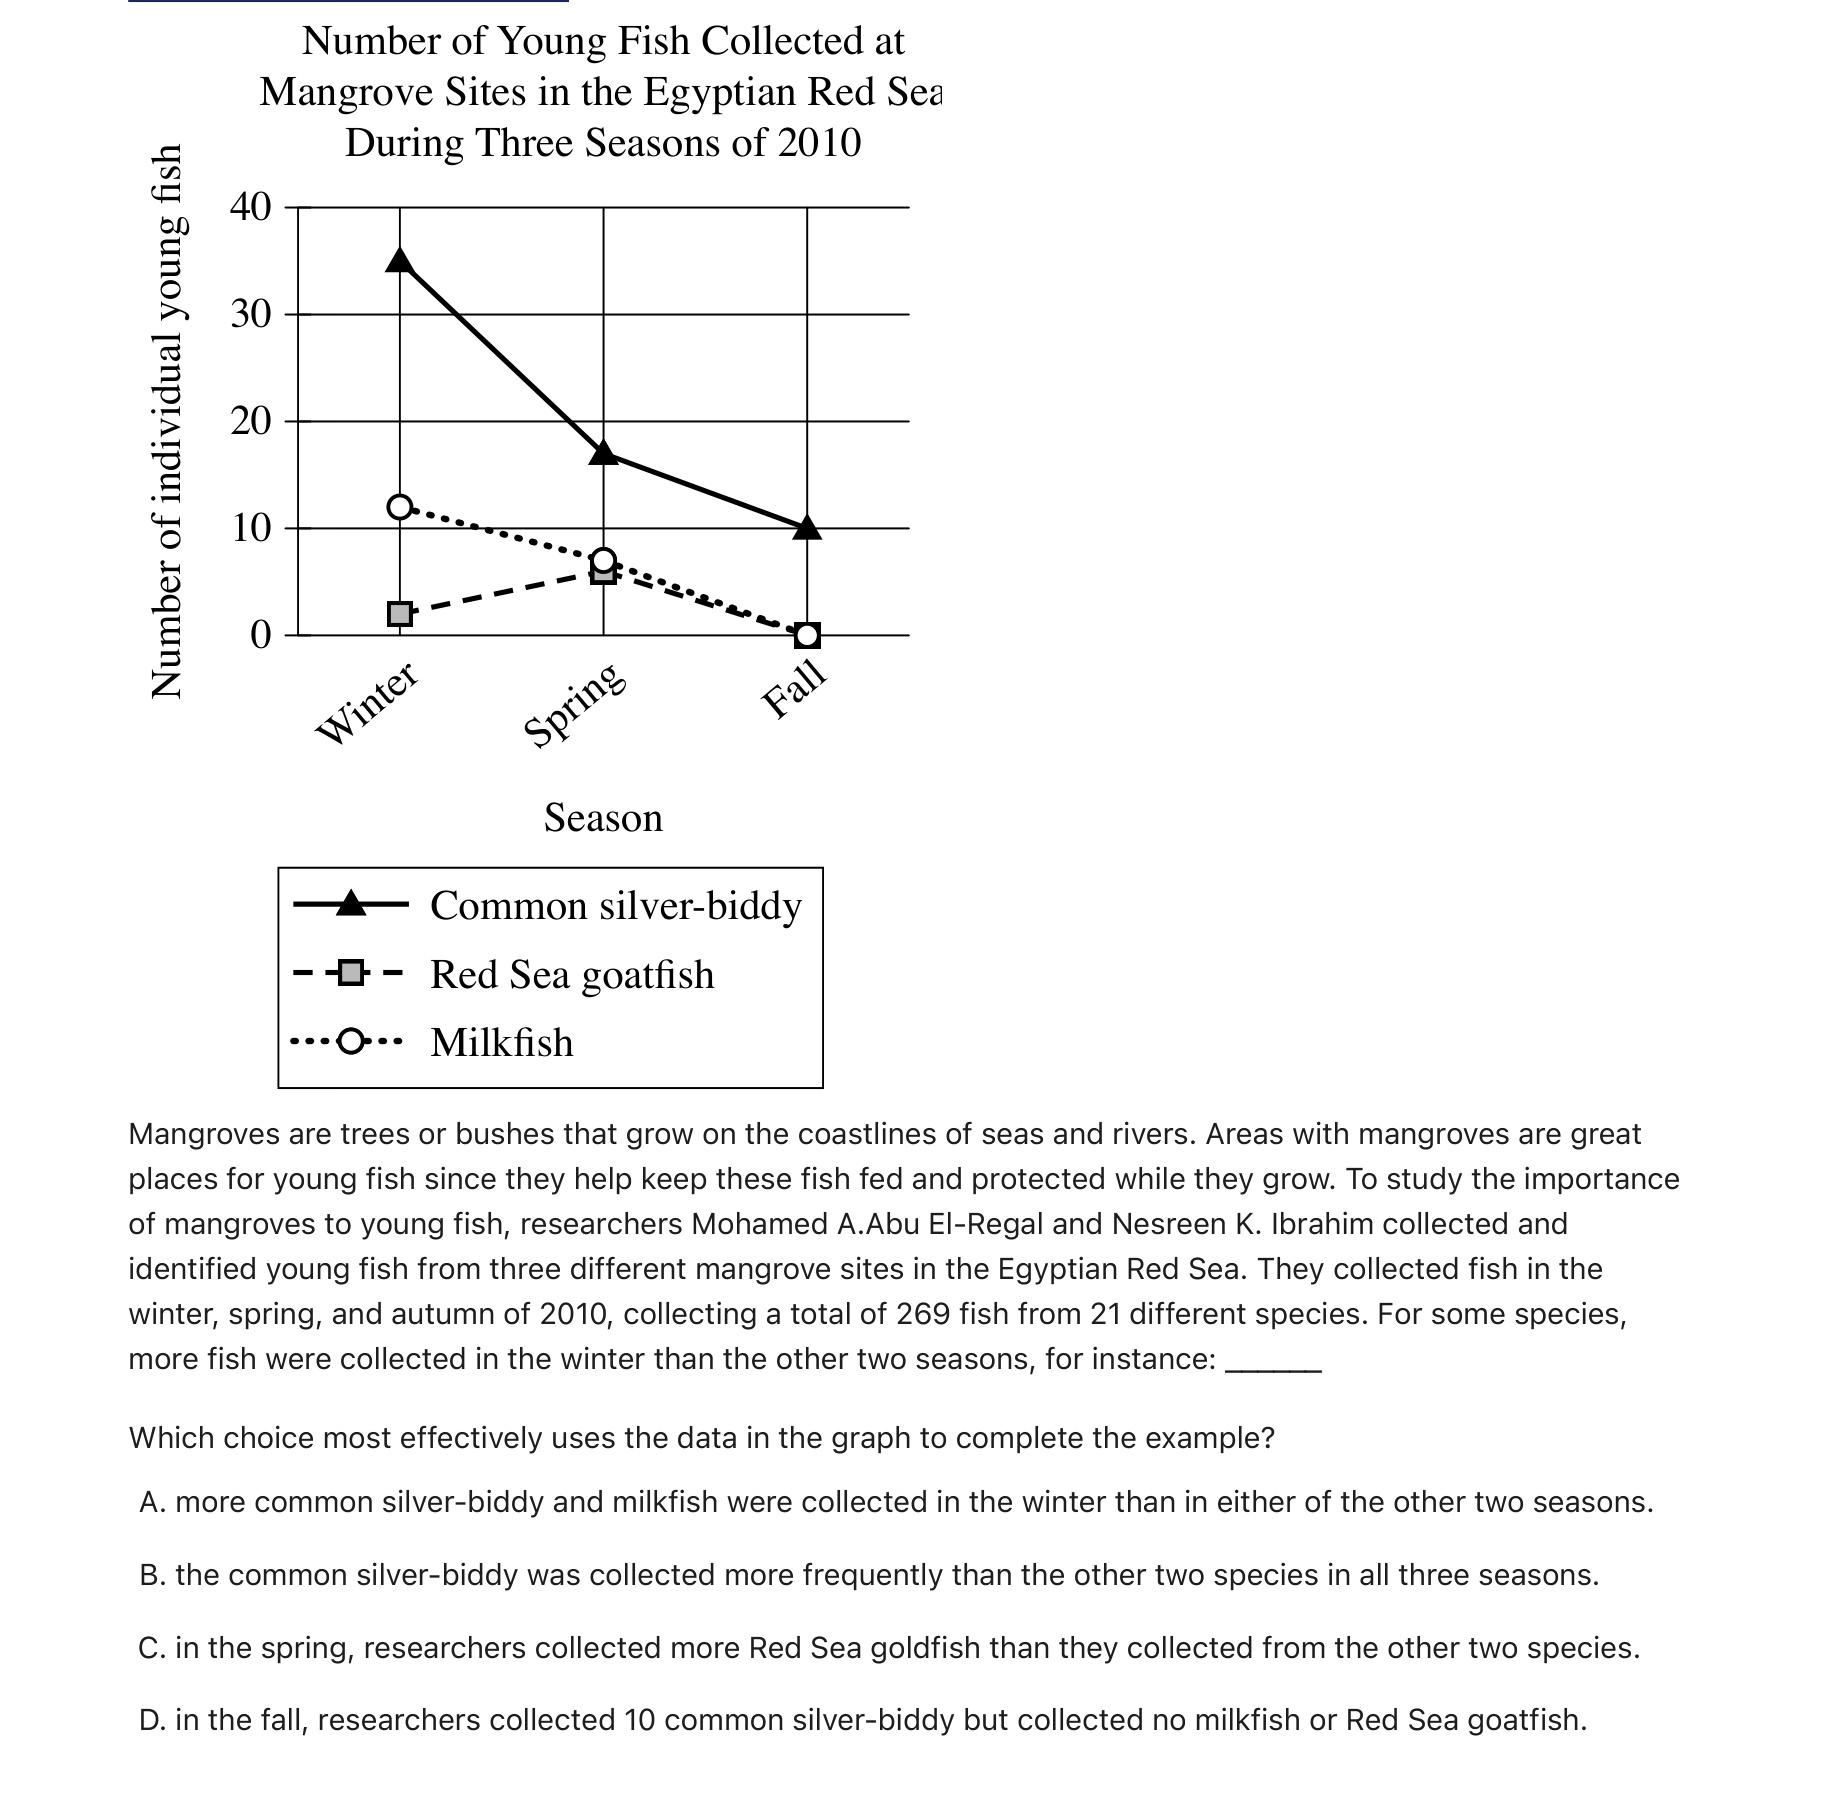 Number of Young Fish Collected at
Mangrove Sites in the Egyptian Red Sea
During Three Seasons of 2010
Number of individual young fish
40
30
20
10
0
Winter
Spring
Fall
Season
Common silver-biddy
Red Sea goatfish
Milkfish
Mangroves are trees or bushes that grow on the coastlines of seas and rivers. Areas with mangroves are great
places for young fish since they help keep these fish fed and protected while they grow. To study the importance
of mangroves to young fish, researchers Mohamed A.Abu El-Regal and Nesreen K. Ibrahim collected and
identified young fish from three different mangrove sites in the Egyptian Red Sea. They collected fish in the
winter, spring, and autumn of 2010, collecting a total of 269 fish from 21 different species. For some species,
more fish were collected in the winter than the other two seasons, for instance: ______
Which choice most effectively uses the data in the graph to complete the example?
A. more common silver-biddy and milkfish were collected in the winter than in either of the other two seasons.
B. the common silver-biddy was collected more frequently than the other two species in all three seasons.
C. in the spring, researchers collected more Red Sea goldfish than they collected from the other two species.
D. in the fall, researchers collected 10 common silver-biddy but collected no milkfish or Red Sea goatfish.